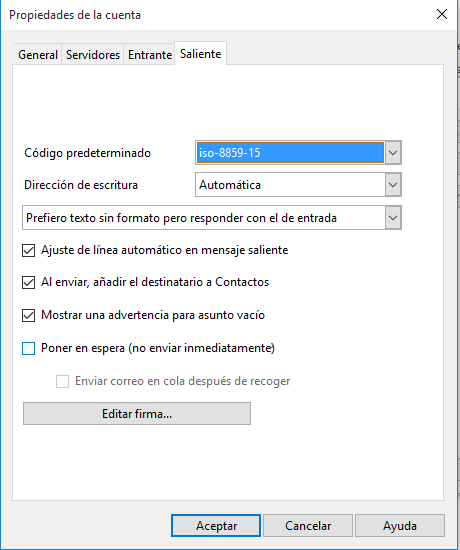 Propiedades de la cuenta
General Servidores Entrante Saliente
Código predeterminado iso-8859-15
Dirección de escritura Automática
Prefiero texto sin formato pero responder con el de entrada
Ajuste de línea automático en mensaje saliente
Al enviar, añadir el destinatario a Contactos
Mostrar una advertencia para asunto vacío
Poner en espera (no enviar inmediatamente)
Enviar correo en cola después de recoger
Editar firma...
Aceptar Cancelar Ayuda